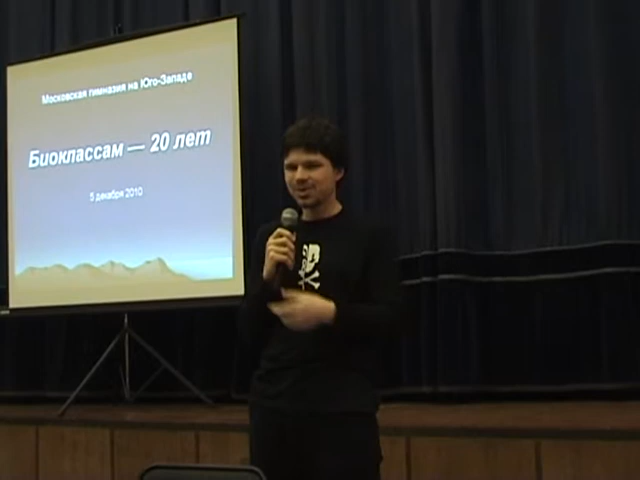 Московская гимназия на Юго-Западе
Биоклассам — 20 лет
5 декабря 2010